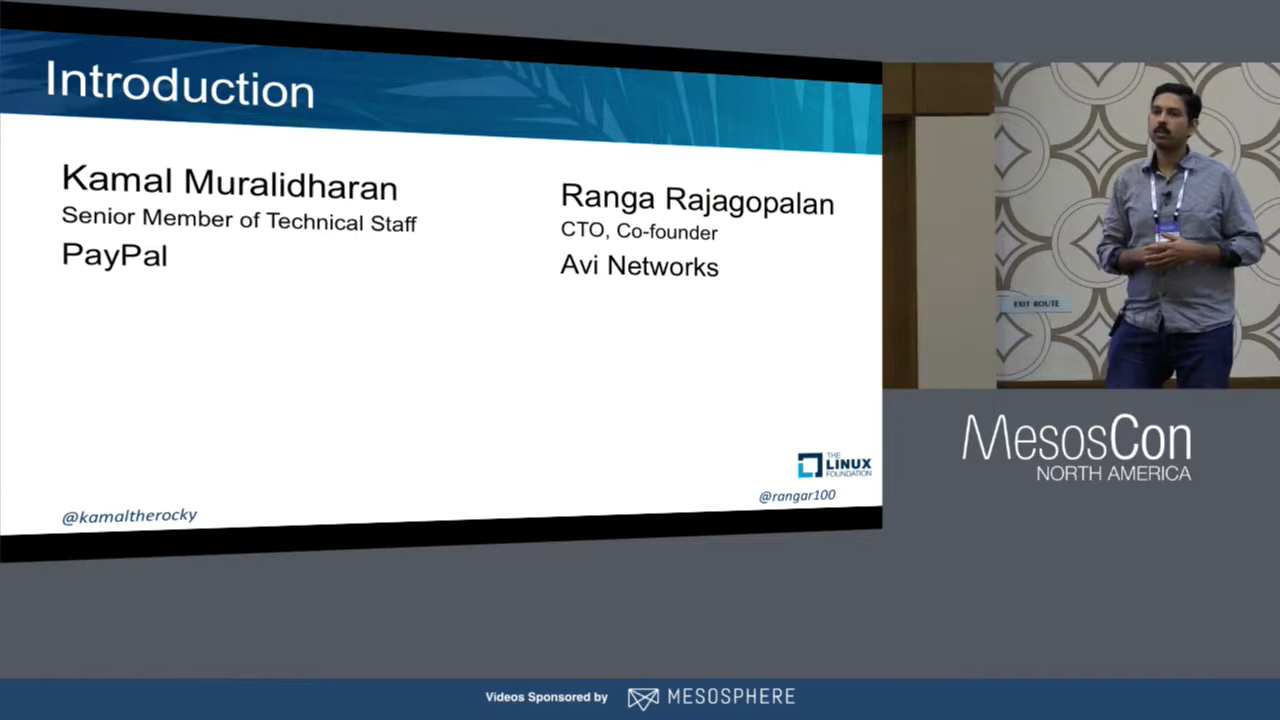 Introduction
Kamal Muralidharan
Senior Member of Technical Staff
PayPal
Ranga Rajagopalan
CTO, Co-founder
Avi Networks
THE
LINUX
FOUNDATION
@rangar100
@kamaltherocky
EXIT ROUTE
MesosCon
NORTH AMERICA
Videos Sponsored by
MESOSPHERE